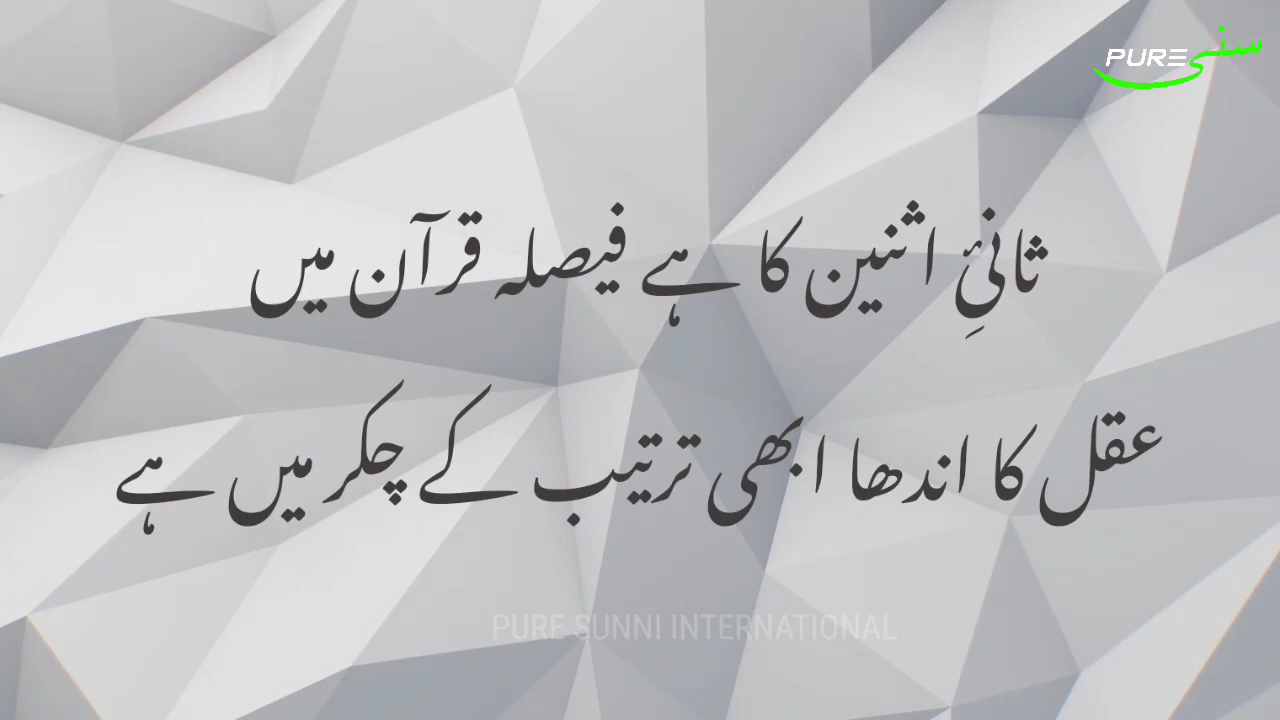 PURE سنی
ثانیٔ اثنین کا ہے فیصلہ قرآن میں
عقل کا اندھا ابھی ترتیب کے چکر میں ہے
PURE SUNNI INTERNATIONAL